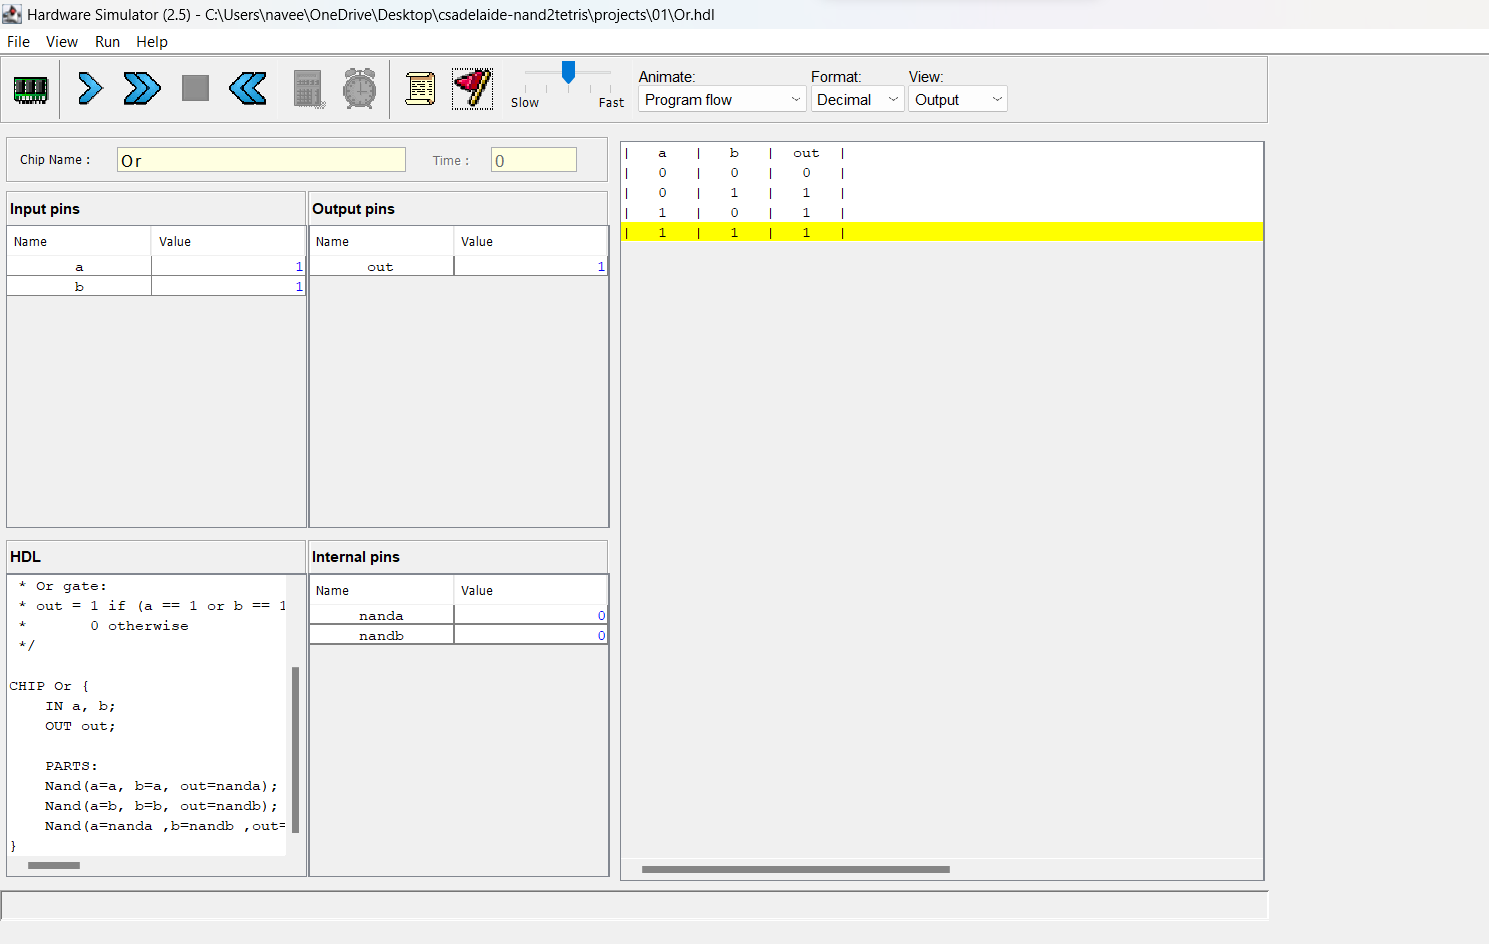 Hardware Simulator (2.5) - C:\Users\navee\OneDrive\Desktop\csadelaide-nand2tetris\projects\01\Or.hdl
File View Run Help
Slow Fast
Animate: Format: View:
Program flow Decimal Output
Chip Name : Or Time : 0
Input pins
Name Value
a 1
b 1
Output pins
Name Value
out 1
HDL
* Or gate:
* out = 1 if (a == 1 or b == 1
* 0 otherwise
*/
CHIP Or {
IN a, b;
OUT out;
PARTS:
Nand(a=a, b=a, out=nanda);
Nand(a=b, b=b, out=nandb);
Nand(a=nanda ,b=nandb ,out=
}
Internal pins
Name Value
nanda 0
nandb 0
| a | b | out |
| 0 | 0 | 0 |
| 0 | 1 | 1 |
| 1 | 0 | 1 |
| 1 | 1 | 1 |